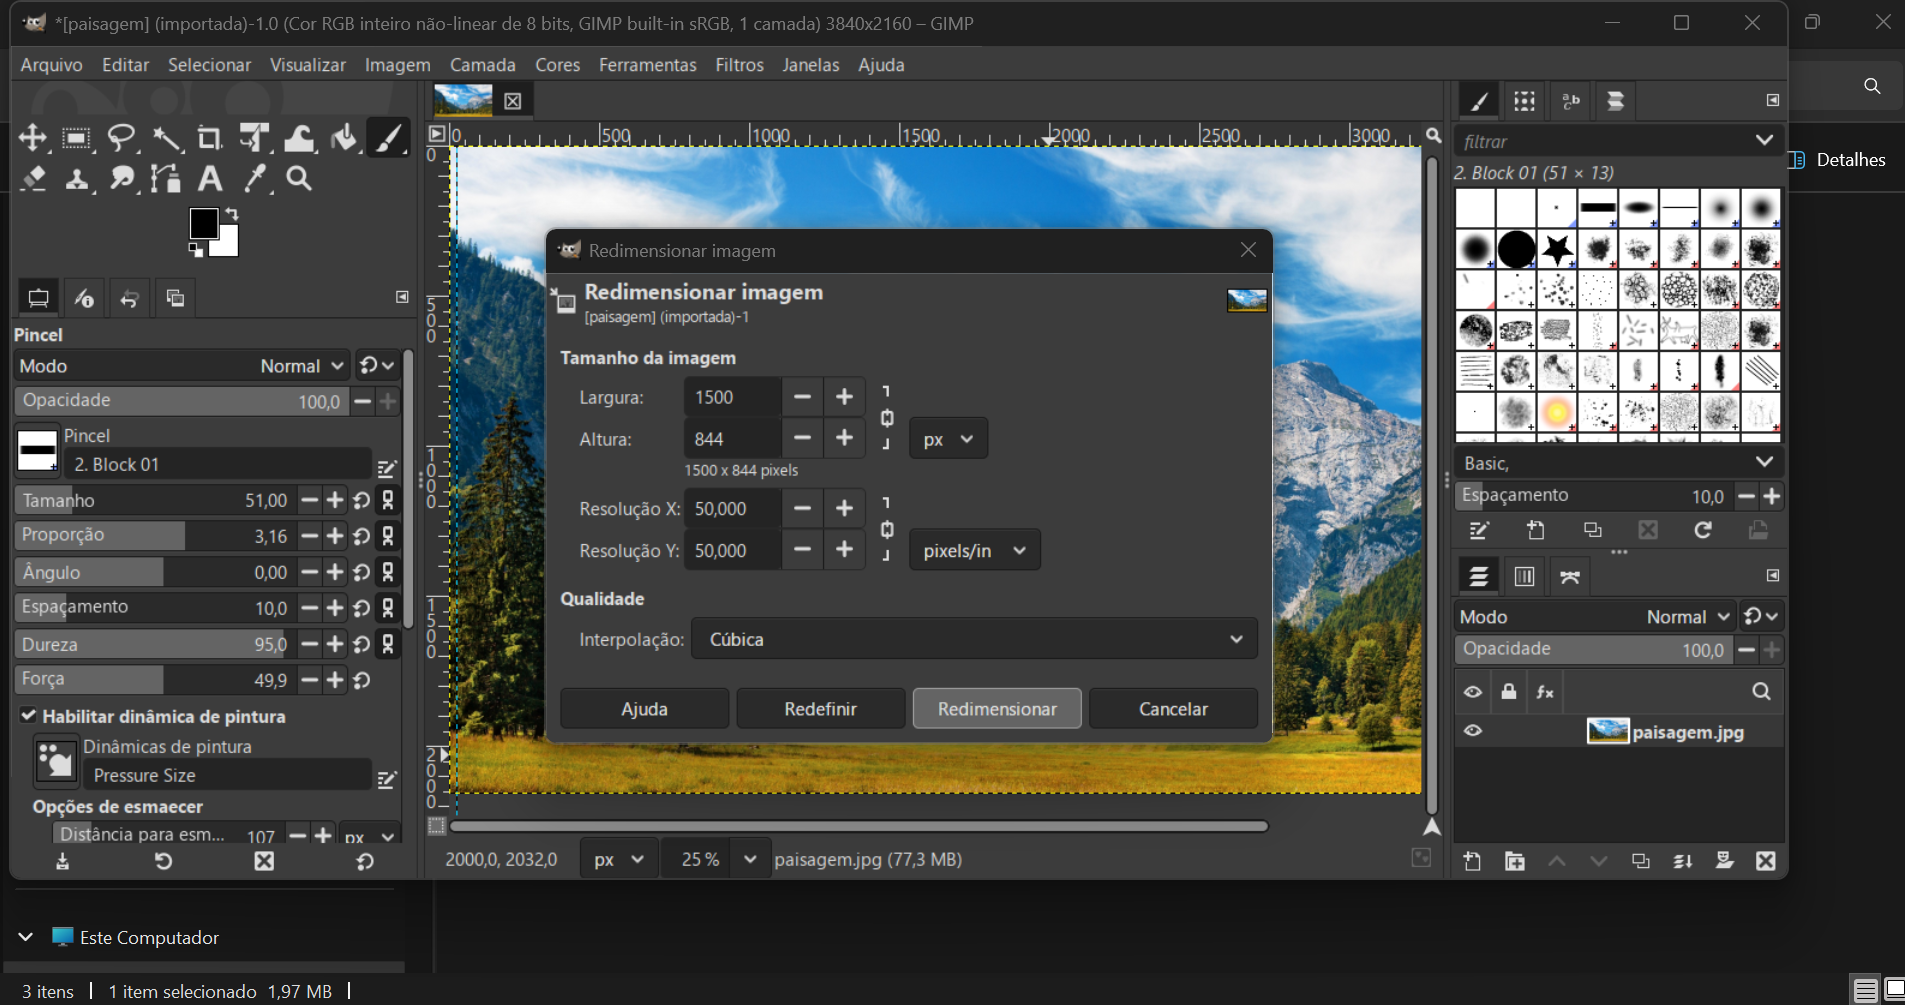 *[paisagem] (importada)-1.0 (Cor RGB inteiro não-linear de 8 bits, GIMP built-in sRGB, 1 camada) 3840x2160 – GIMP
Arquivo Editar Selecionar Visualizar Imagem Camada Cores Ferramentas Filtros Janelas Ajuda
0 500 1000 1500 2000 2500 3000
0
500
1000
1500
2000
Pincel
Modo Normal
Opacidade 100,0
Pincel
2. Block 01
Tamanho 51,00
Proporção 3,16
Ângulo 0,00
Espaçamento 10,0
Dureza 95,0
Força 49,9
Habilitar dinâmica de pintura
Dinâmicas de pintura
Pressure Size
Opções de esmaecer
Distância para esm... 107 px
Redimensionar imagem
Redimensionar imagem
[paisagem] (importada)-1
Tamanho da imagem
Largura: 1500
Altura: 844 px
1500 x 844 pixels
Resolução X: 50,000
Resolução Y: 50,000 pixels/in
Qualidade
Interpolação: Cúbica
Ajuda Redefinir Redimensionar Cancelar
2000,0, 2032,0 px 25 % paisagem.jpg (77,3 MB)
filtrar
2. Block 01 (51 × 13)
Basic,
Espaçamento 10,0
Modo Normal
Opacidade 100,0
paisagem.jpg
Detalhes
Este Computador
3 itens 1 item selecionado 1,97 MB